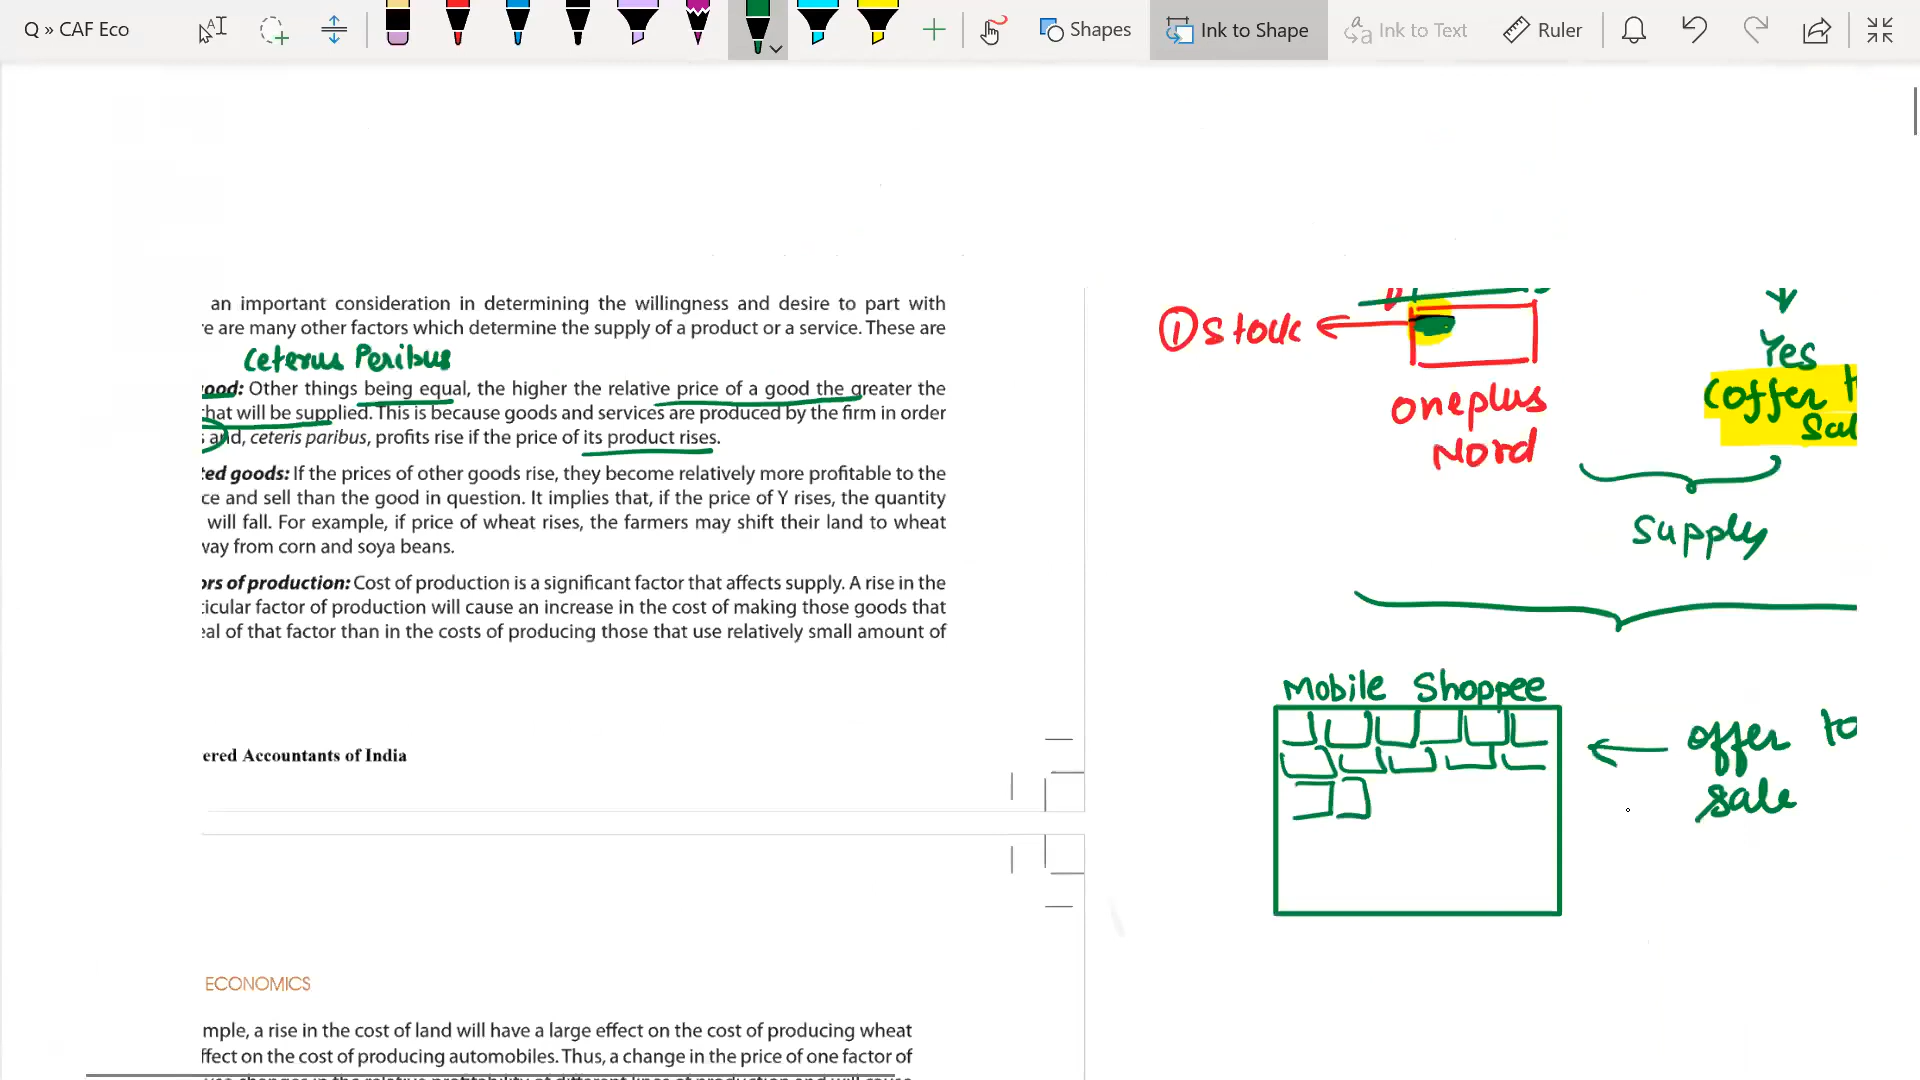 Q » CAF Eco
Shapes
Ink to Shape
Ink to Text
Ruler
an important consideration in determining the willingness and desire to part with
re are many other factors which determine the supply of a product or a service. These are
Ceterus Peribus
good: Other things being equal, the higher the relative price of a good the greater the
that will be supplied. This is because goods and services are produced by the firm in order
s and, ceteris paribus, profits rise if the price of its product rises.
ted goods: If the prices of other goods rise, they become relatively more profitable to the
ce and sell than the good in question. It implies that, if the price of Y rises, the quantity
will fall. For example, if price of wheat rises, the farmers may shift their land to wheat
way from corn and soya beans.
ors of production: Cost of production is a significant factor that affects supply. A rise in the
ticular factor of production will cause an increase in the cost of making those goods that
eal of that factor than in the costs of producing those that use relatively small amount of
ered Accountants of India
ECONOMICS
mple, a rise in the cost of land will have a large effect on the cost of producing wheat
ffect on the cost of producing automobiles. Thus, a change in the price of one factor of
① Stock
oneplus
Nord
Yes
(offer t
Sal
Supply
Mobile Shoppee
offer to
sale